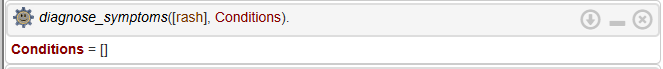 diagnose_symptoms([rash], Conditions).
Conditions = []